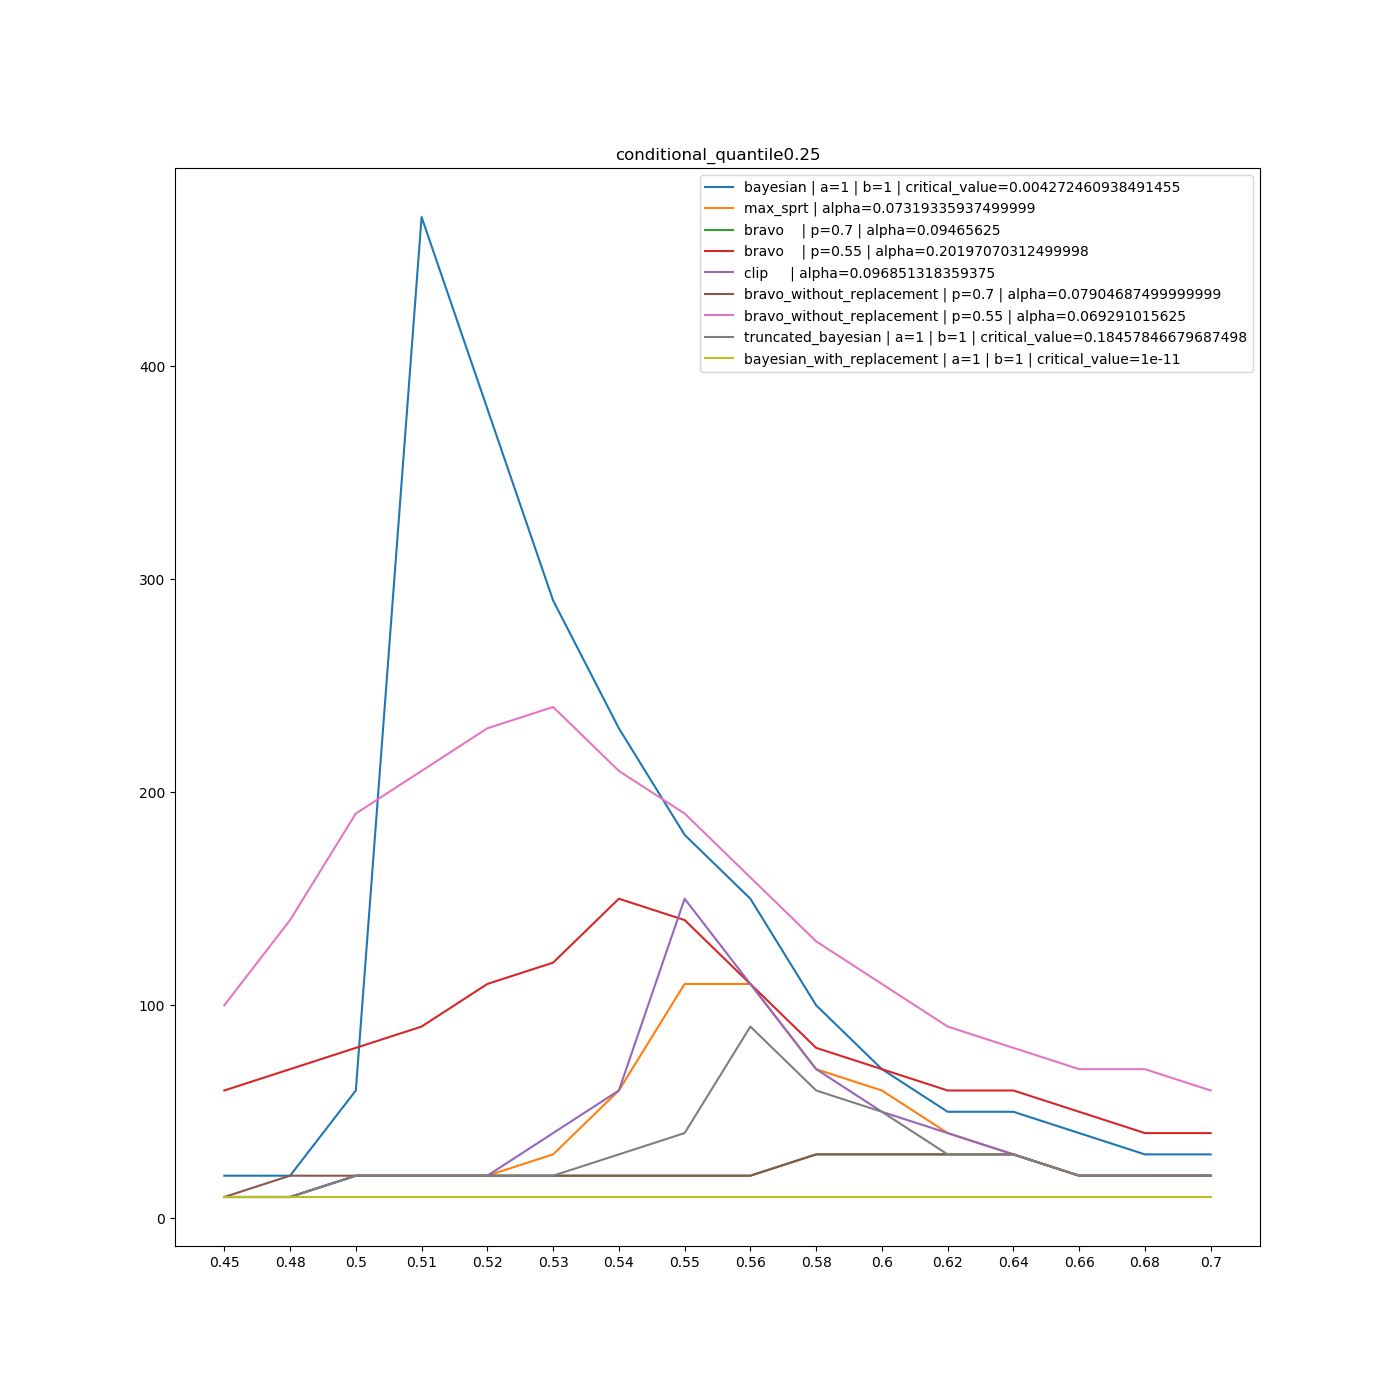 conditional_quantile0.25
bayesian | a=1 | b=1 | critical_value=0.004272460938491455
max_sprt | alpha=0.07319335937499999
bravo    | p=0.7 | alpha=0.09465625
bravo    | p=0.55 | alpha=0.20197070312499998
clip     | alpha=0.096851318359375
bravo_without_replacement | p=0.7 | alpha=0.07904687499999999
bravo_without_replacement | p=0.55 | alpha=0.069291015625
truncated_bayesian | a=1 | b=1 | critical_value=0.18457846679687498
bayesian_with_replacement | a=1 | b=1 | critical_value=1e-11
400
300
200
100
0
0.45 0.48 0.5 0.51 0.52 0.53 0.54 0.55 0.56 0.58 0.6 0.62 0.64 0.66 0.68 0.7